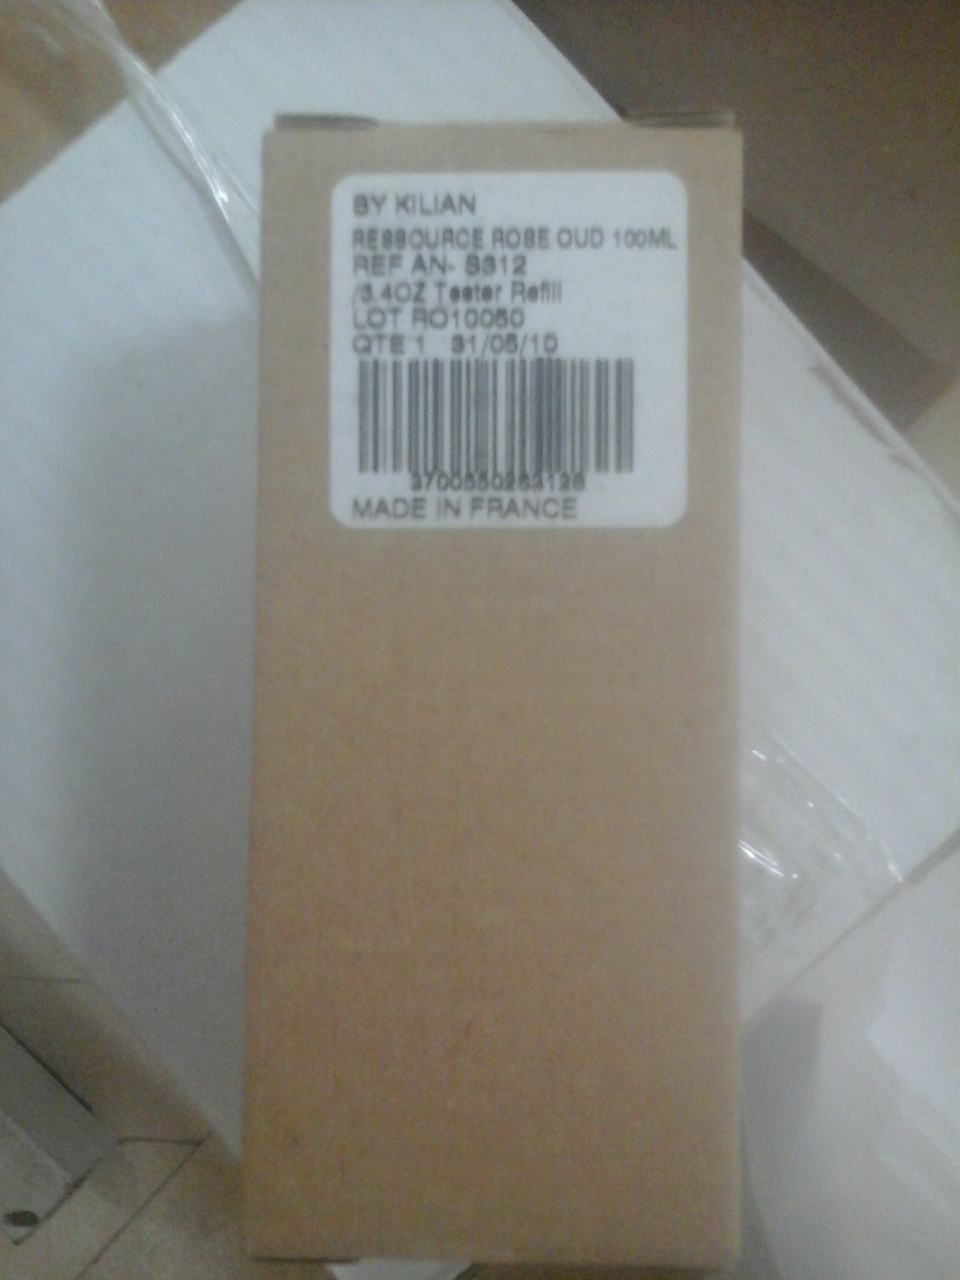 BY KILIAN
RESSOURCE ROSE OUD 100ML
REF AN- S312
/3.4OZ Tester Refill
LOT RO10050
QTE 1 31/05/10
MADE IN FRANCE